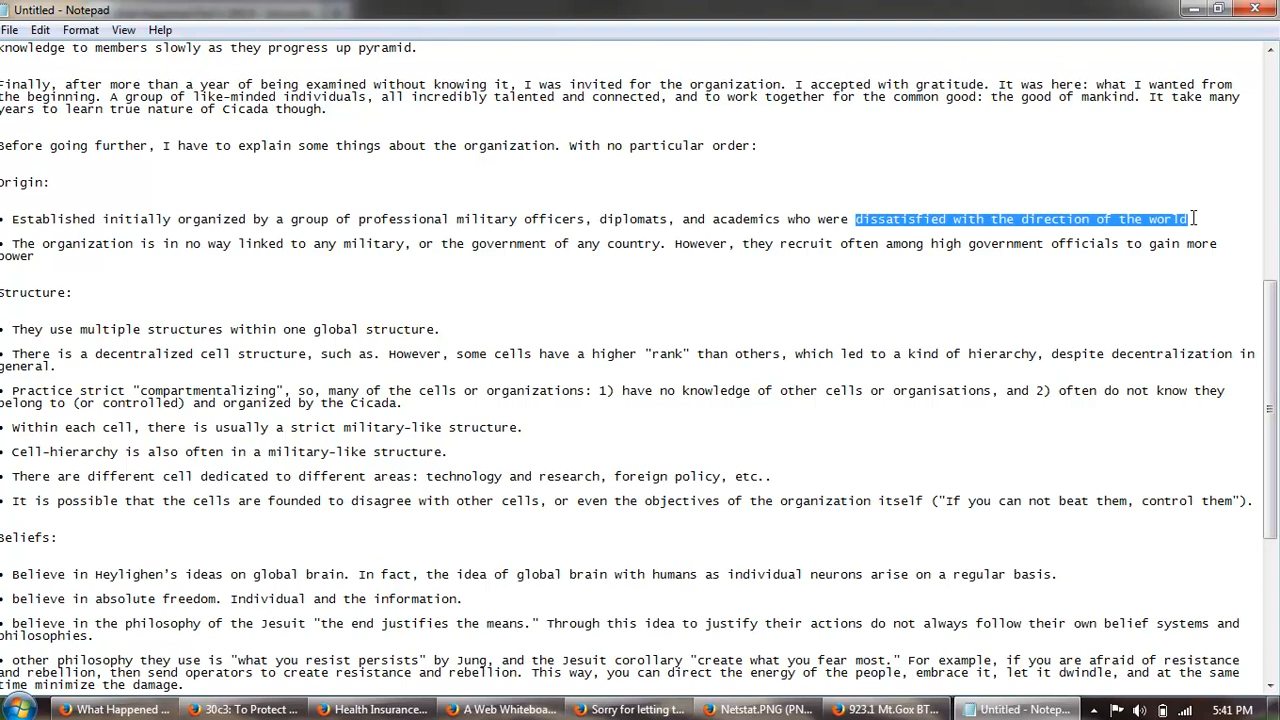 Untitled - Notepad
File Edit Format View Help
knowledge to members slowly as they progress up pyramid.
Finally, after more than a year of being examined without knowing it, I was invited for the organization. I accepted with gratitude. It was here: what I wanted from
the beginning. A group of like-minded individuals, all incredibly talented and connected, and to work together for the common good: the good of mankind. It take many
years to learn true nature of Cicada though.
Before going further, I have to explain some things about the organization. With no particular order:
Origin:
• Established initially organized by a group of professional military officers, diplomats, and academics who were dissatisfied with the direction of the world
• The organization is in no way linked to any military, or the government of any country. However, they recruit often among high government officials to gain more
power
Structure:
• They use multiple structures within one global structure.
• There is a decentralized cell structure, such as. However, some cells have a higher "rank" than others, which led to a kind of hierarchy, despite decentralization in
general.
• Practice strict "compartmentalizing", so, many of the cells or organizations: 1) have no knowledge of other cells or organisations, and 2) often do not know they
belong to (or controlled) and organized by the Cicada.
• Within each cell, there is usually a strict military-like structure.
• Cell-hierarchy is also often in a military-like structure.
• There are different cell dedicated to different areas: technology and research, foreign policy, etc..
• It is possible that the cells are founded to disagree with other cells, or even the objectives of the organization itself ("If you can not beat them, control them").
Beliefs:
• Believe in Heylighen's ideas on global brain. In fact, the idea of global brain with humans as individual neurons arise on a regular basis.
• believe in absolute freedom. Individual and the information.
• believe in the philosophy of the Jesuit "the end justifies the means." Through this idea to justify their actions do not always follow their own belief systems and
philosophies.
• other philosophy they use is "what you resist persists" by Jung, and the Jesuit corollary "create what you fear most." For example, if you are afraid of resistance
and rebellion, then send operators to create resistance and rebellion. This way, you can direct the energy of the people, embrace it, let it dwindle, and at the same
time minimize the damage.
What Happened ... 30c3: To Protect ... Health Insurance... A Web Whiteboa... Sorry for letting t... Netstat.PNG (PN... 923.1 Mt.Gox BT... Untitled - Notep... 5:41 PM